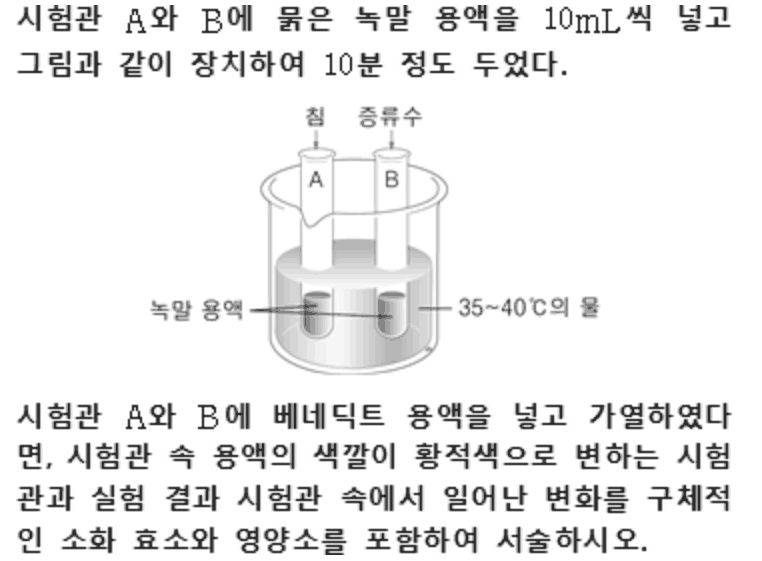 시험관 A와 B에 묽은 녹말 용액을 10mL씩 넣고
그림과 같이 장치하여 10분 정도 두었다.
침 증류수
A B
녹말 용액 35~40℃의 물
시험관 A와 B에 베네딕트 용액을 넣고 가열하였다
면, 시험관 속 용액의 색깔이 황적색으로 변하는 시험
관과 실험 결과 시험관 속에서 일어난 변화를 구체적
인 소화 효소와 영양소를 포함하여 서술하시오.